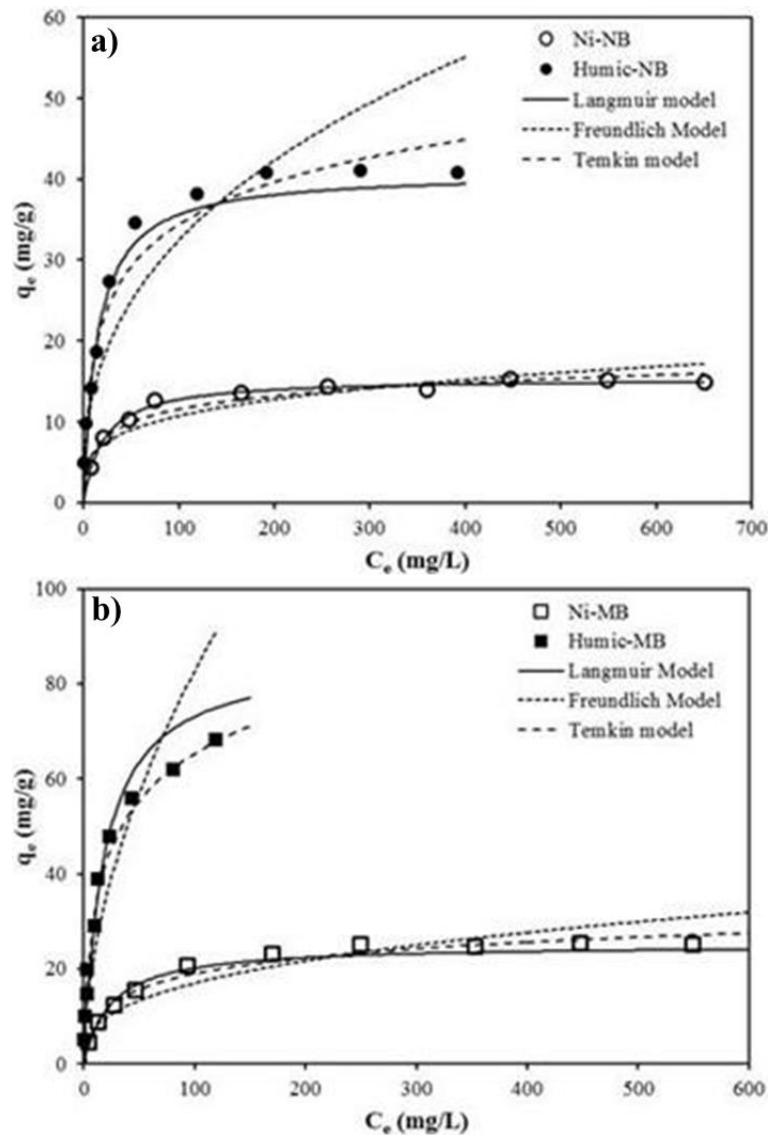 a)
60
50
40
30
20
10
0
qe (mg/g)
Ni-NB
Humic-NB
Langmuir model
Freundlich Model
Temkin model
0 100 200 300 400 500 600 700
Ce (mg/L)
b)
100
80
60
40
20
0
qe (mg/g)
Ni-MB
Humic-MB
Langmuir Model
Freundlich Model
Temkin model
0 100 200 300 400 500 600
Ce (mg/L)